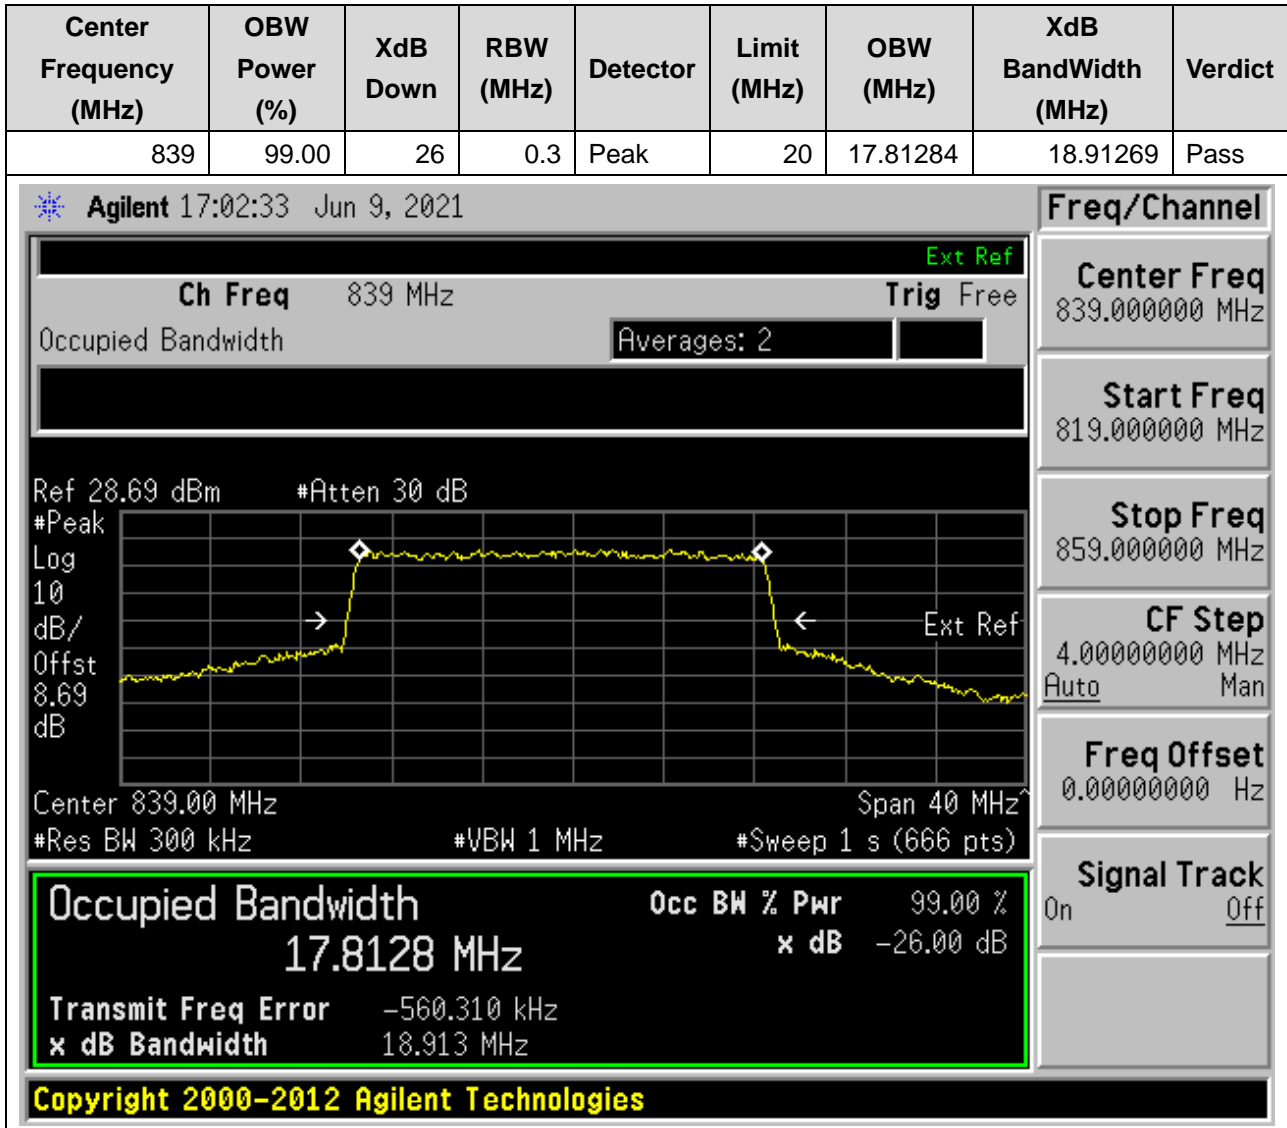 Center Frequency (MHz) OBW Power (%) XdB Down RBW (MHz) Detector Limit (MHz) OBW (MHz) XdB BandWidth (MHz) Verdict
839 99.00 26 0.3 Peak 20 17.81284 18.91269 Pass
Agilent 17:02:33 Jun 9, 2021
Freq/Channel
Ext Ref
Ch Freq 839 MHz Trig Free
Occupied Bandwidth Averages: 2
Ref 28.69 dBm #Atten 30 dB
#Peak
Log
10
dB/
Offst
8.69
dB
Ext Ref
Center 839.00 MHz Span 40 MHz^
#Res BW 300 kHz #VBW 1 MHz #Sweep 1 s (666 pts)
Occupied Bandwidth Occ BW % Pwr 99.00 %
17.8128 MHz x dB -26.00 dB
Transmit Freq Error -560.310 kHz
x dB Bandwidth 18.913 MHz
Copyright 2000-2012 Agilent Technologies
Center Freq
839.000000 MHz
Start Freq
819.000000 MHz
Stop Freq
859.000000 MHz
CF Step
4.00000000 MHz
Auto Man
Freq Offset
0.00000000 Hz
Signal Track
On Off